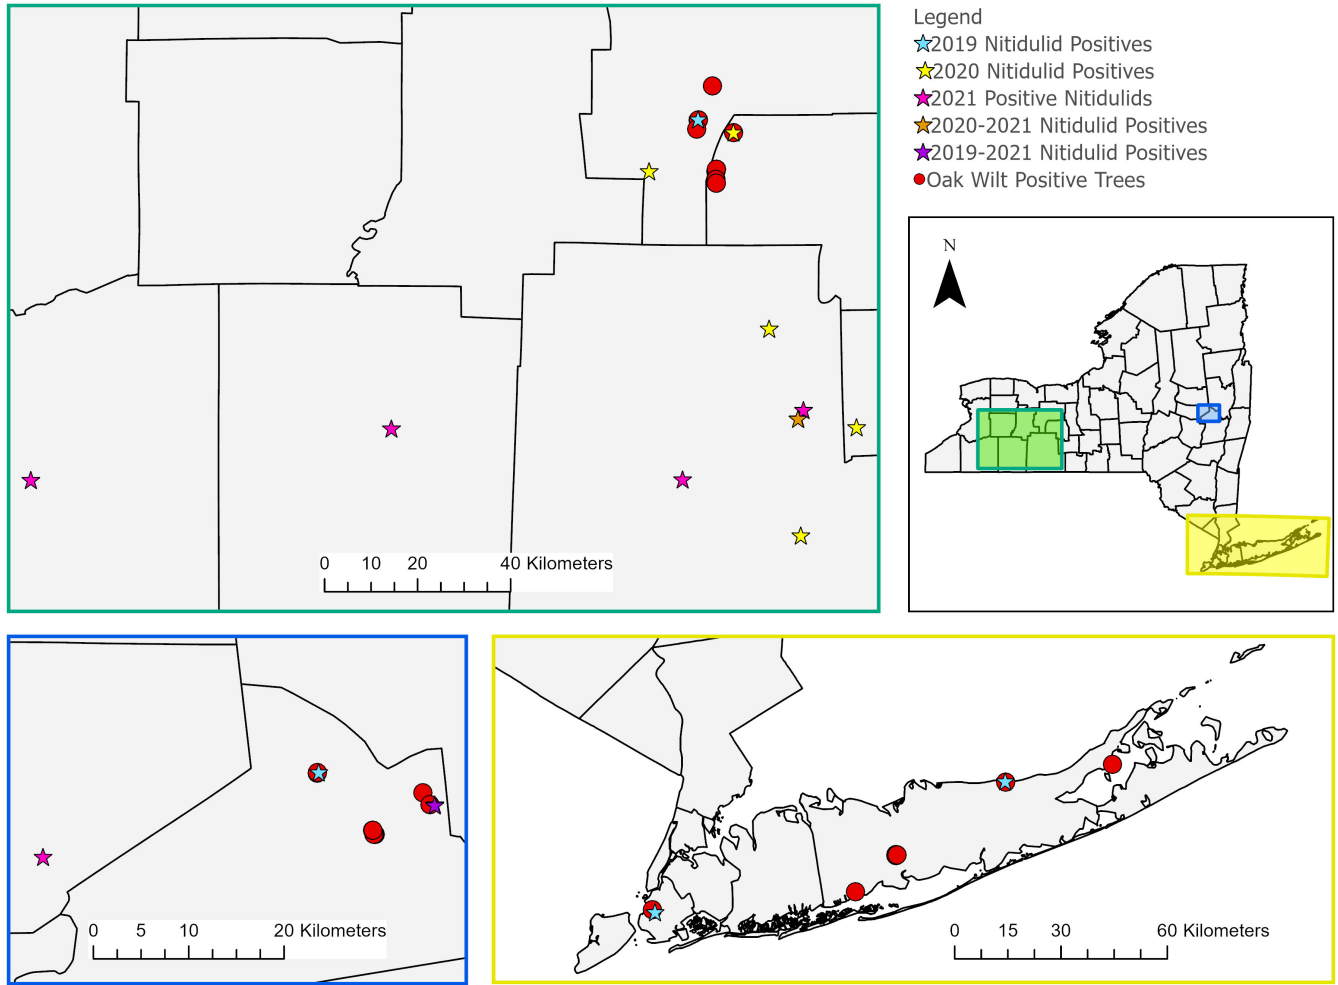 Legend
2019 Nitidulid Positives
2020 Nitidulid Positives
2021 Positive Nitidulids
2020-2021 Nitidulid Positives
2019-2021 Nitidulid Positives
Oak Wilt Positive Trees
N
0 10 20 40 Kilometers
0 5 10 20 Kilometers
0 15 30 60 Kilometers